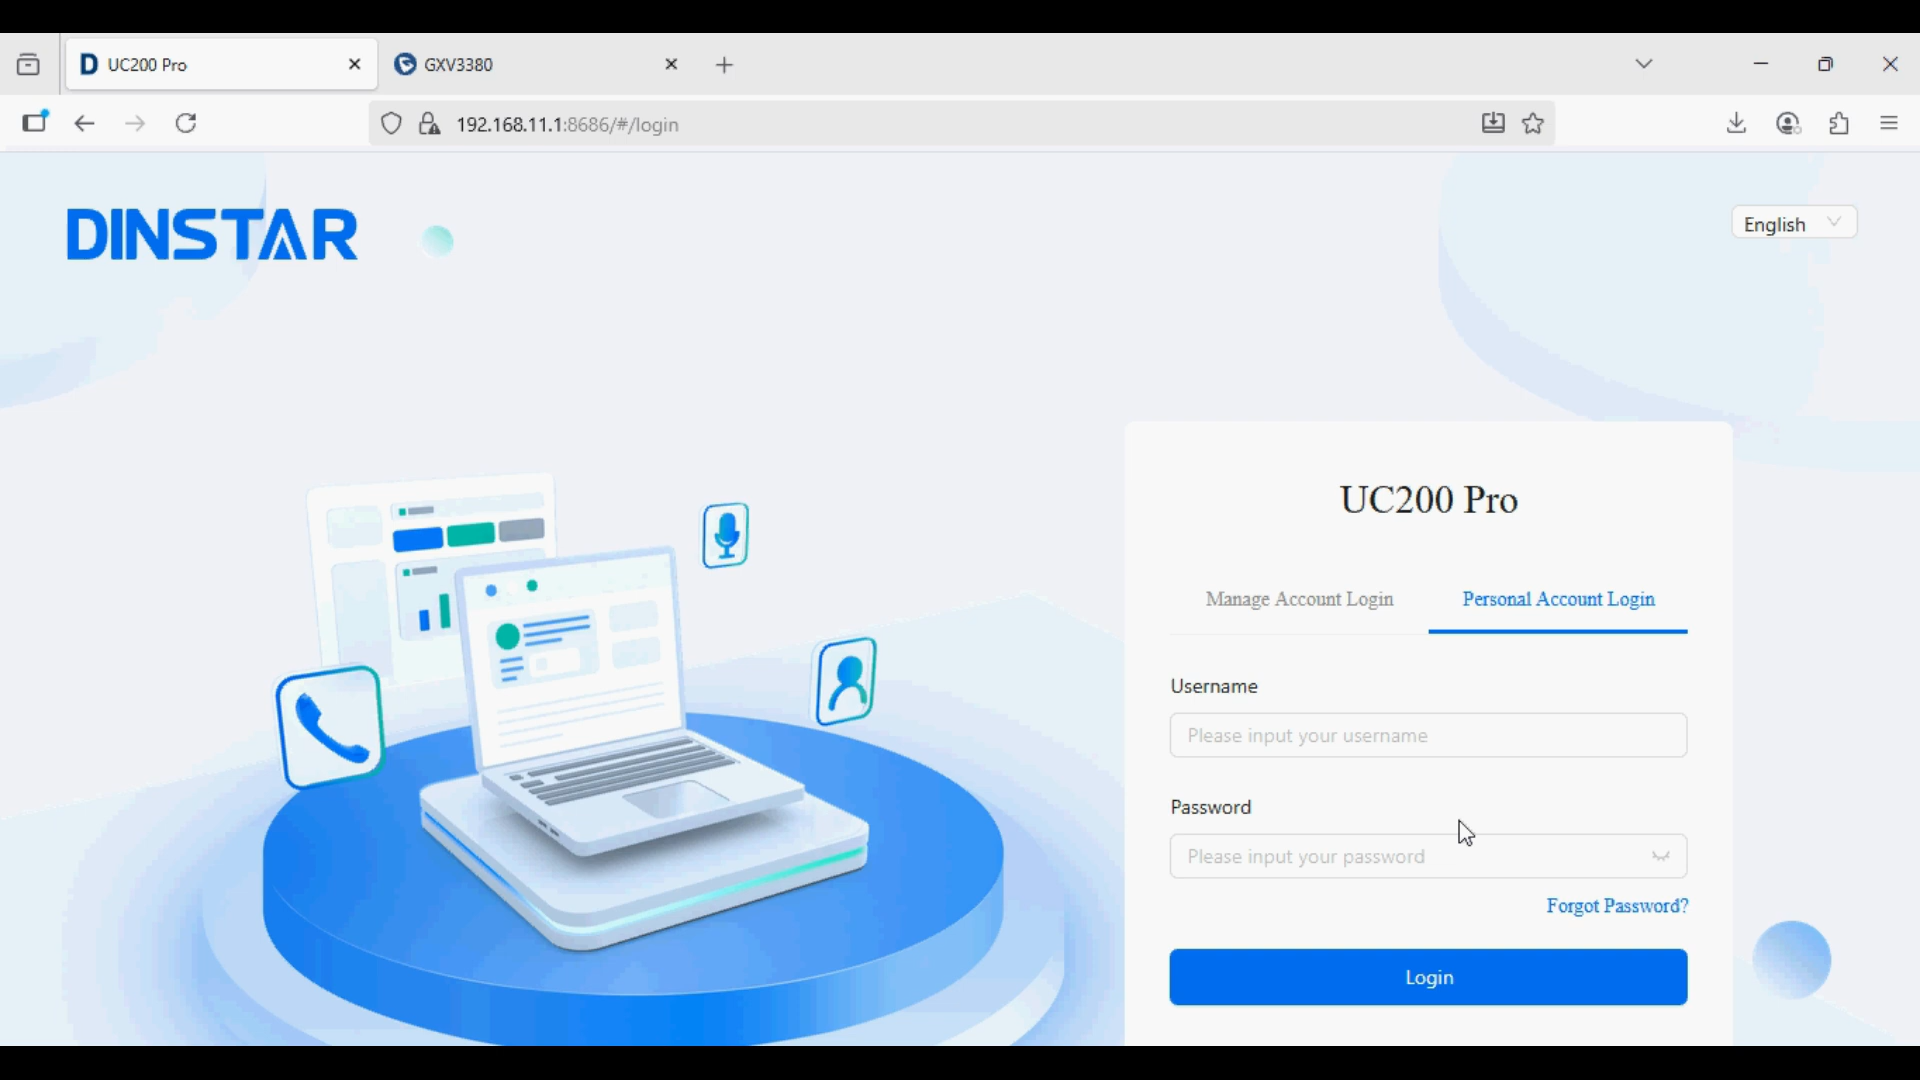 UC200 Pro
GXV3380
192.168.11.1:8686/#/login
DINSTAR
English
UC200 Pro
Manage Account Login
Personal Account Login
Username
Please input your username
Password
Please input your password
Forgot Password?
Login